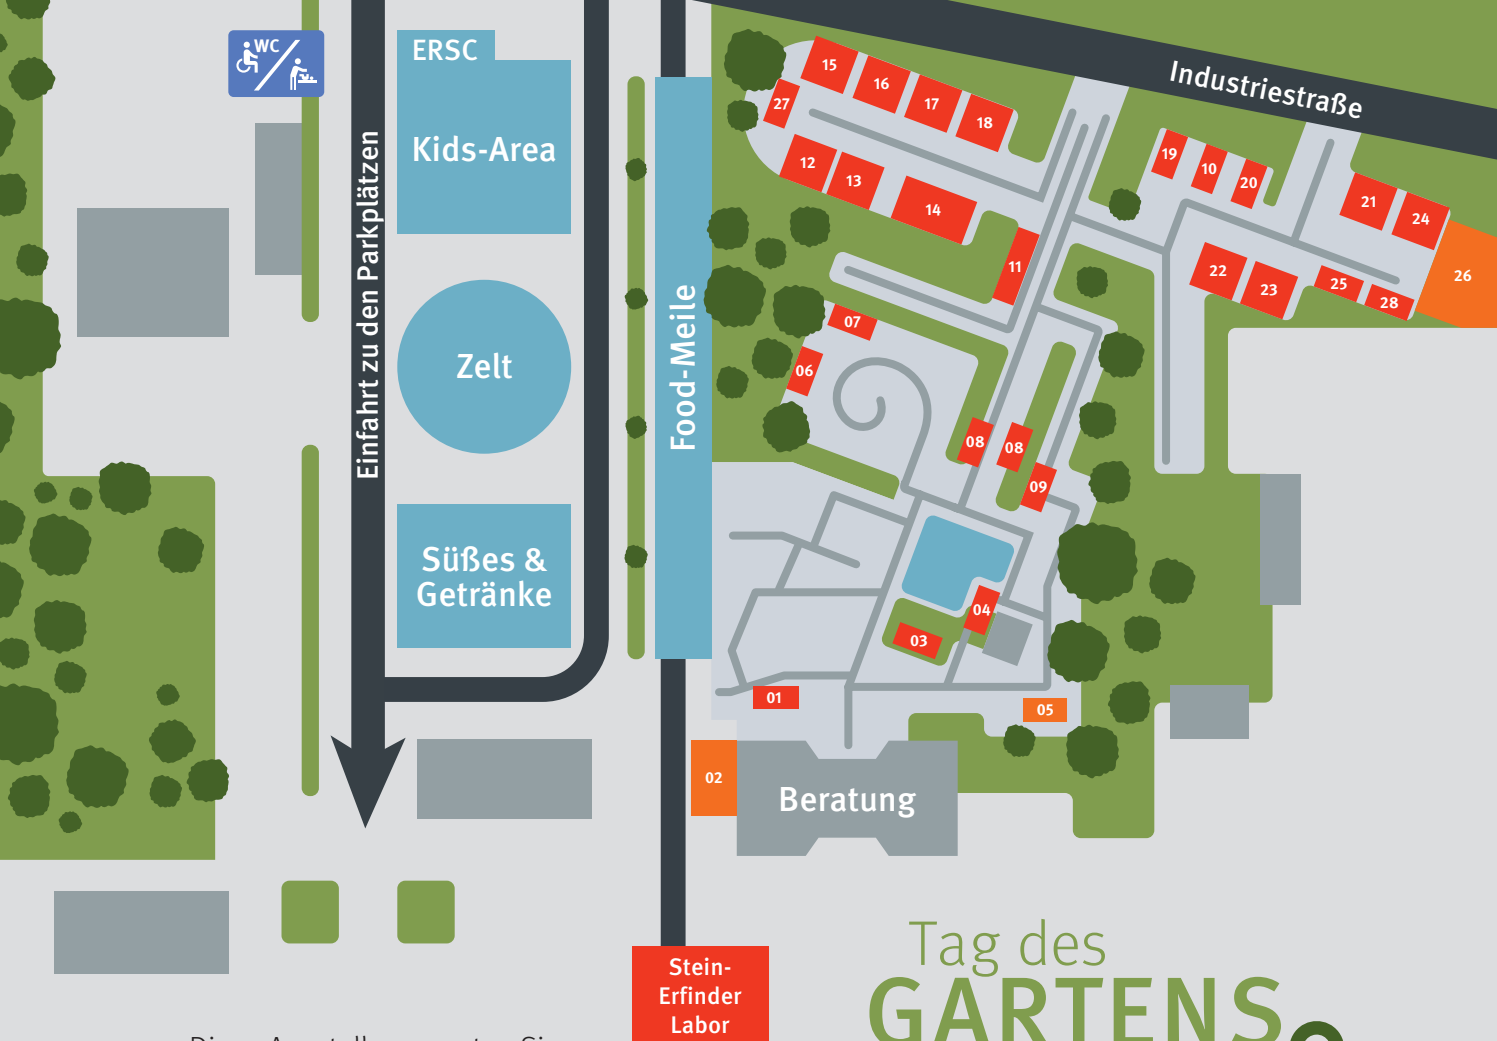 WC
ERSC
Kids-Area
Einfahrt zu den Parkplätzen
Zelt
Süßes &
Getränke
Food-Meile
Industriestraße
15
16
17
18
27
12
13
14
11
19
10
20
21
24
22
23
25
28
26
07
06
08
08
09
04
03
01
05
02
Beratung
Stein-
Erfinder
Labor
Tag des
GARTENS